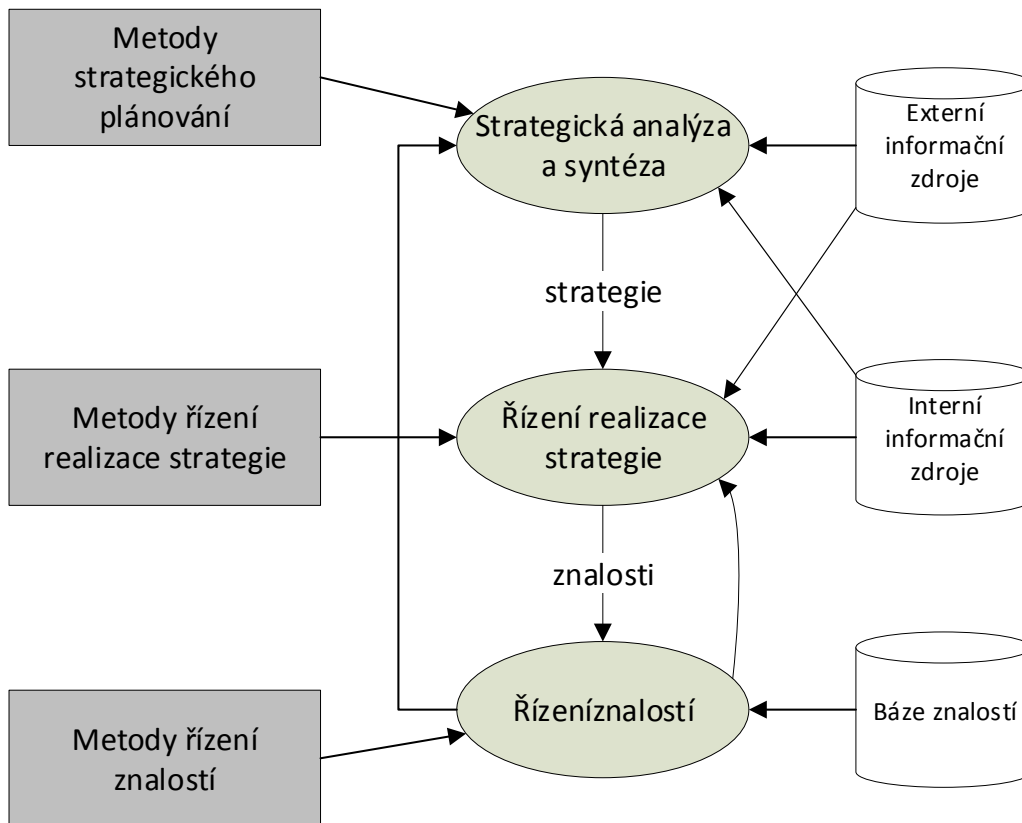 Metody
strategického
plánování
Strategická analýza
a syntéza
Externí
informační
zdroje
strategie
Metody řízení
realizace strategie
Řízení realizace
strategie
Interní
informační
zdroje
znalosti
Metody řízení
znalostí
Řízeníznalostí
Báze znalostí